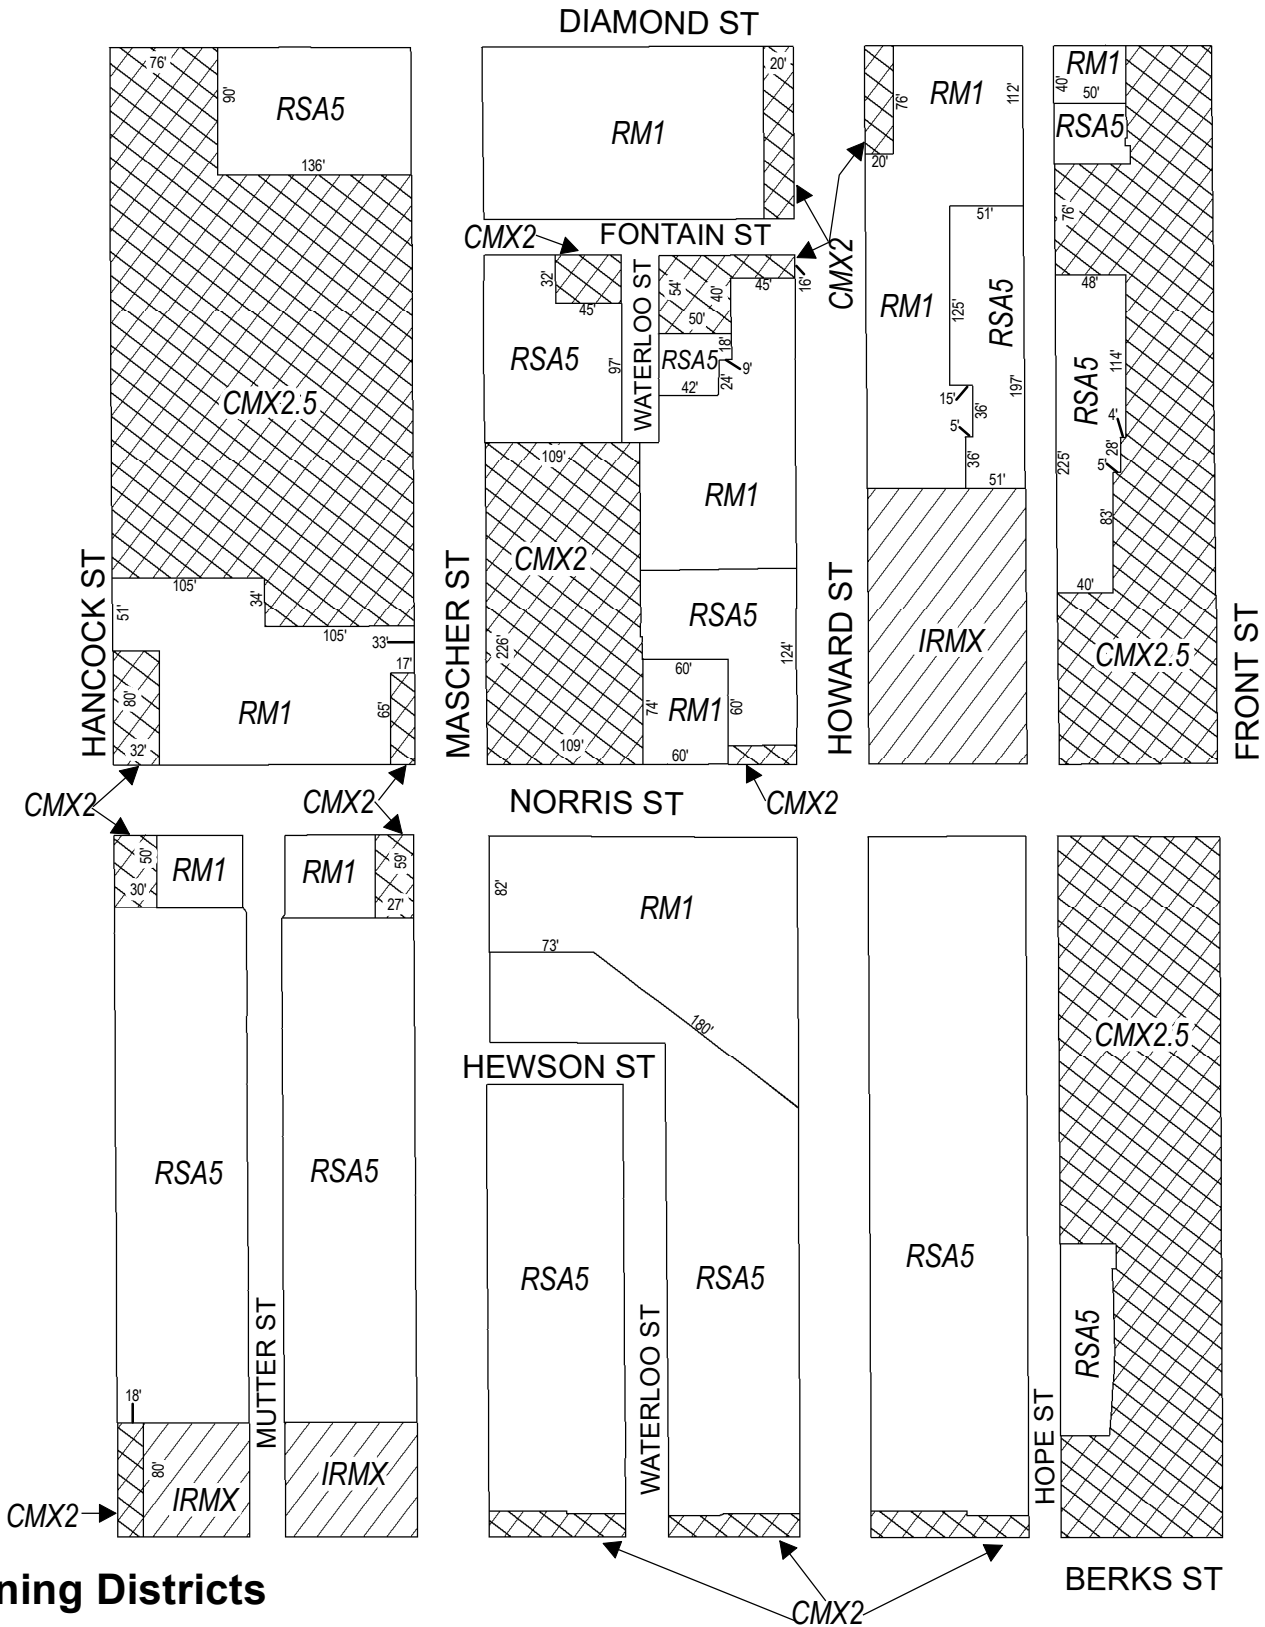 DIAMOND ST
76'
90'
RSA5
136'
RM1
20'
76'
RM1
112'
20'
RM1
40'
50'
RSA5
76'
CMX2
FONTAIN ST
CMX2
32'
45'
RSA5
97'
WATERLOO ST
54'
40'
50'
45'
16'
RSA5
18'
9'
24'
42'
51'
RM1
125'
RSA5
197'
15'
36'
5'
36'
51'
48'
RSA5
114'
4'
28'
5'
225'
83'
40'
CMX2.5
109'
RM1
CMX2
226'
109'
RSA5
124'
60'
74'
RM1
60'
60'
HANCOCK ST
105'
51'
34'
105'
33'
17'
80'
32'
RM1
65'
MASCHER ST
HOWARD ST
IRMX
CMX2.5
FRONT ST
CMX2
CMX2
NORRIS ST
CMX2
50'
30'
RM1
RM1
59'
27'
82'
RM1
73'
180'
HEWSON ST
CMX2.5
RSA5
RSA5
RSA5
RSA5
RSA5
RSA5
MUTTER ST
WATERLOO ST
HOPE ST
18'
80'
IRMX
IRMX
CMX2
CMX2
BERKS ST
ning Districts